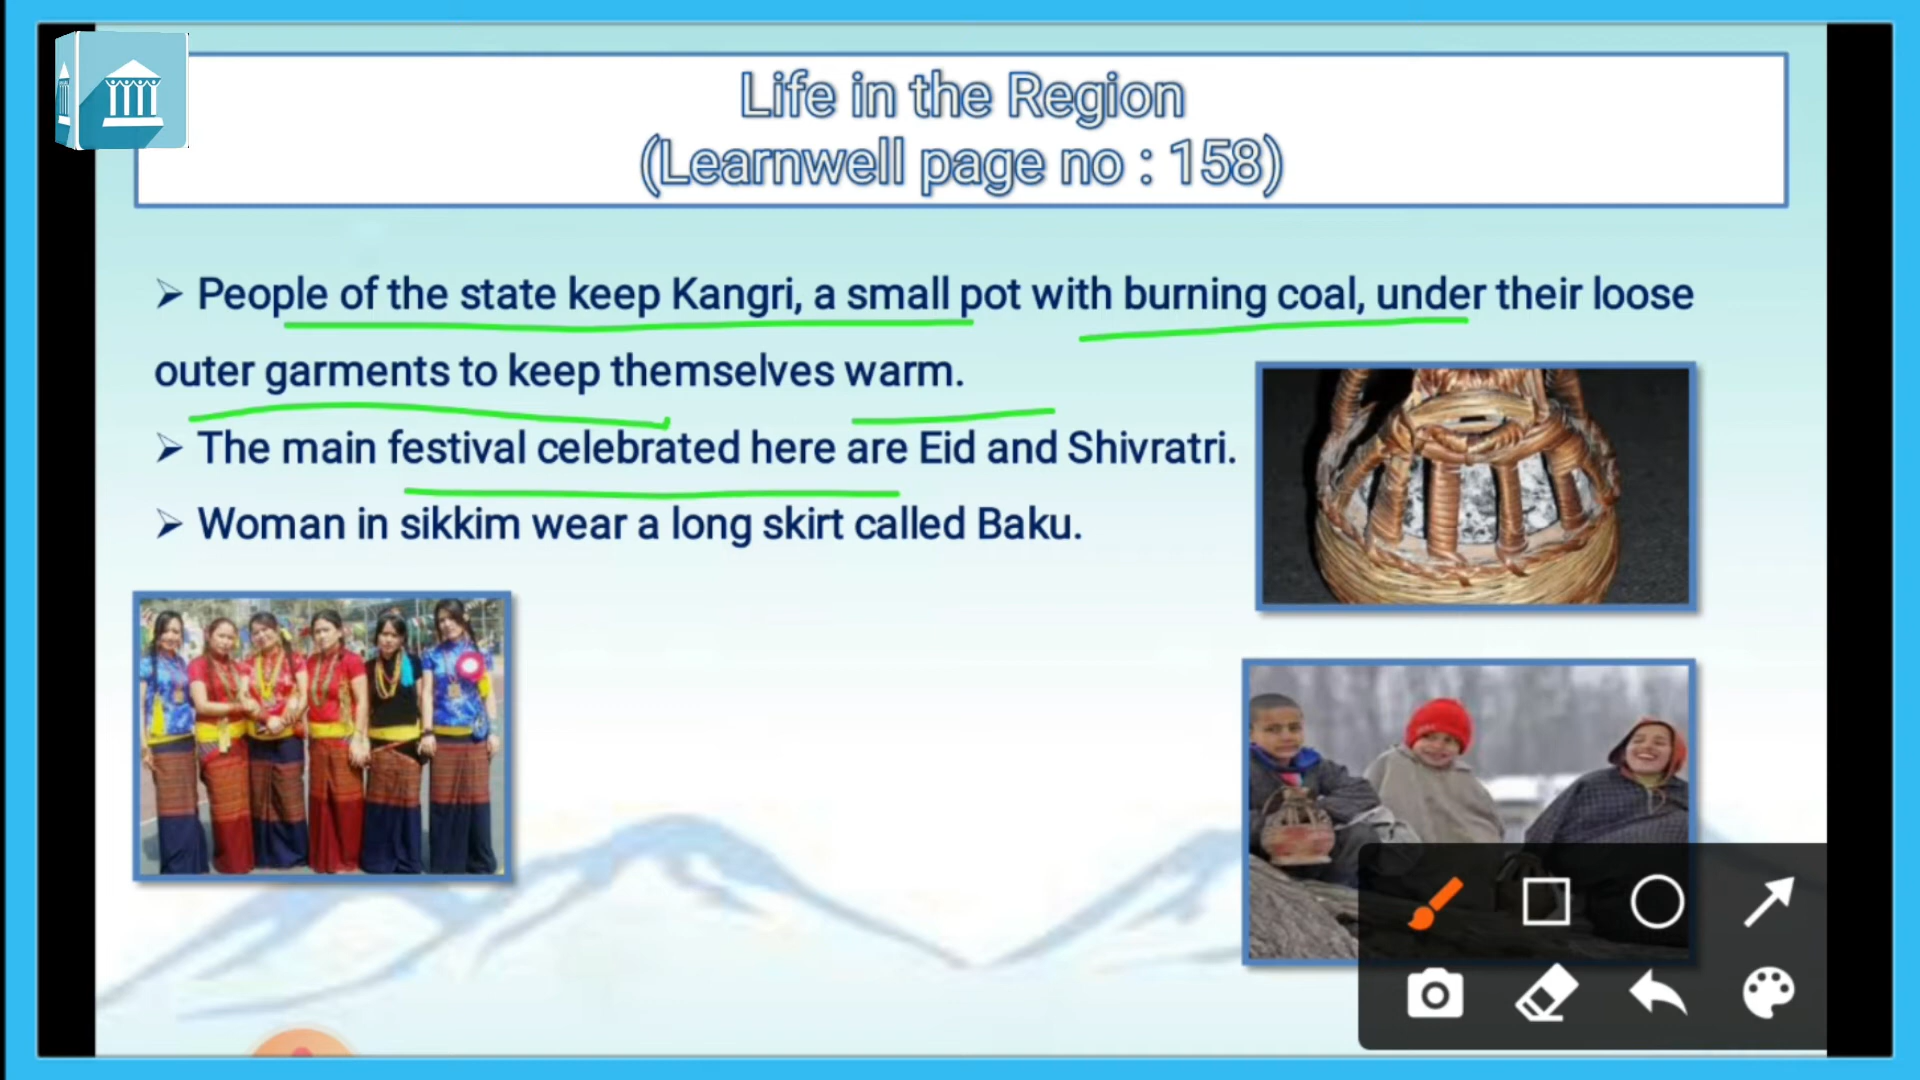 Life in the Region
(Learnwell page no : 158)
➢ People of the state keep Kangri, a small pot with burning coal, under their loose
outer garments to keep themselves warm.
➢ The main festival celebrated here are Eid and Shivratri.
➢ Woman in sikkim wear a long skirt called Baku.